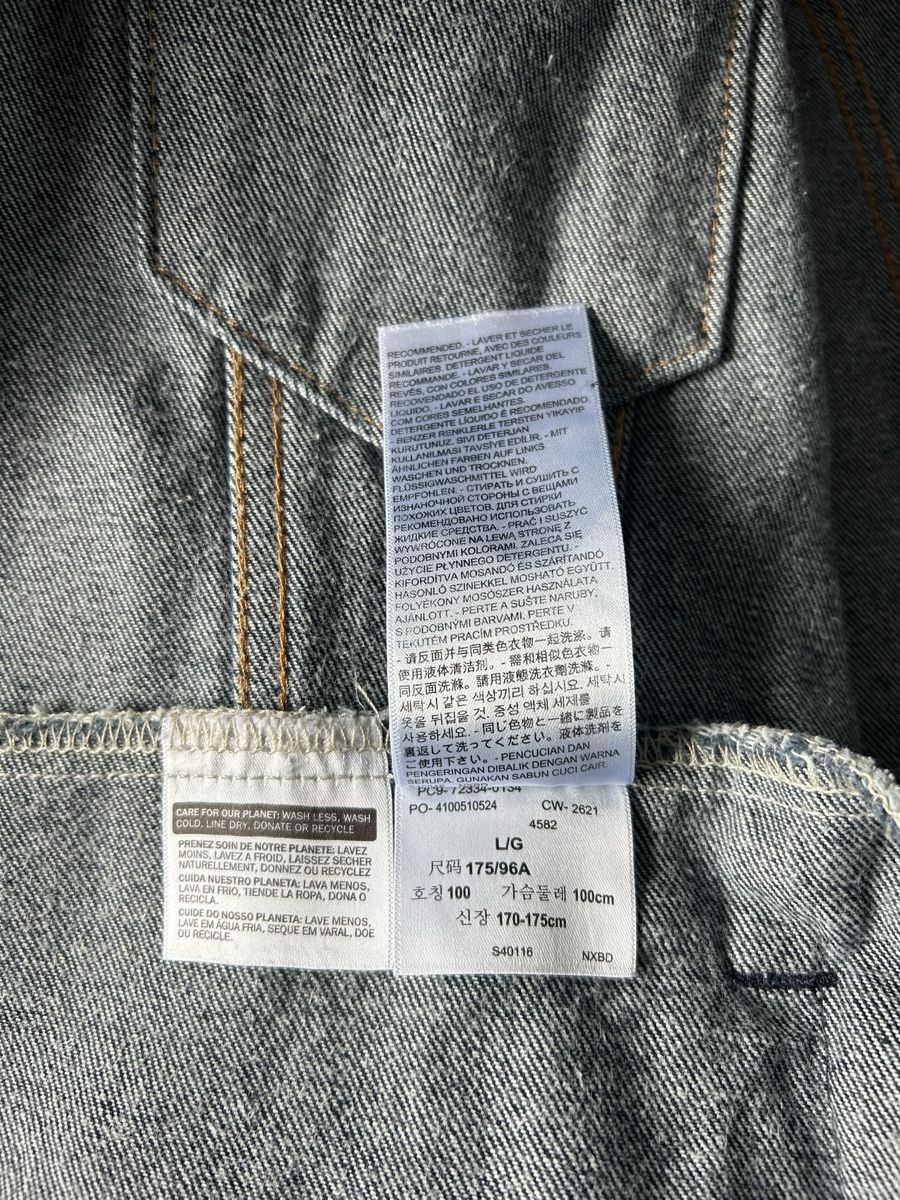 RECOMMENDED. - LAVER ET SECHER LE
PRODUIT RETOURNE, AVEC DES COULEURS
SIMILAIRES. DETERGENT LIQUIDE
RECOMMANDE. - LAVAR Y SECAR DEL
REVÉS, CON COLORES SIMILARES.
RECOMENDADO EL USO DE DETERGENTE
LIQUIDO. - LAVAR E SECAR DO AVESSO
COM CORES SEMELHANTES.
DETERGENTE LÍQUIDO É RECOMENDADO.
- BENZER RENKLERLE TERSTEN YIKAYIP
KURUTUNUZ. SIVI DETERJAN
KULLANILMASI TAVSİYE EDİLİR. - MIT
ÄHNLICHEN FARBEN AUF LINKS
WASCHEN UND TROCKNEN.
FLÜSSIGWASCHMITTEL WIRD
EMPFOHLEN. - СТИРАТЬ И СУШИТЬ С
ИЗНАНОЧНОЙ СТОРОНЫ С ВЕЩАМИ
ПОХОЖИХ ЦВЕТОВ. ДЛЯ СТИРКИ
РЕКОМЕНДОВАНО ИСПОЛЬЗОВАТЬ
ЖИДКИЕ СРЕДСТВА. - PRAĆ I SUSZYĆ
WYWRÓCONE NA LEWĄ STRONĘ Z
PODOBNYMI KOLORAMI. ZALECA SIĘ
UŻYCIE PŁYNNEGO DETERGENTU. -
KIFORDÍTVA MOSANDÓ ÉS SZÁRÍTANDÓ
HASONLÓ SZINEKKEL MOSHATÓ EGYÜTT.
FOLYÉKONY MOSÓSZER HASZNÁLATA
AJÁNLOTT. - PERTE A SUŠTE NARUBY.
S PODOBNÝMI BARVAMI. PERTE V
TEKUTÉM PRACÍM PROSTŘEDKU.
- 请反面并与同类色衣物一起洗涤。请
使用液体清洁剂。- 需和相似色衣物一
同反面洗滌。請用液態洗衣劑洗滌。-
세탁시 같은 색상끼리 하십시요. 세탁시
옷을 뒤집을 것. 중성 액체 세제를
사용하세요. - 同じ色物と一緒に製品を
裏返して洗ってください。液体洗剤を
ご使用下さい。- PENCUCIAN DAN
PENGERINGAN DIBALIK DENGAN WARNA
SERUPA. GUNAKAN SABUN CUCI CAIR.
PC9-72334-0134
PO- 4100510524 CW- 2621
4582
L/G
尺码 175/96A
호칭 100 가슴둘레 100cm
신장 170-175cm
S40116 NXBD
CARE FOR OUR PLANET: WASH LESS, WASH
COLD, LINE DRY, DONATE OR RECYCLE
PRENEZ SOIN DE NOTRE PLANETE: LAVEZ
MOINS, LAVEZ A FROID, LAISSEZ SECHER
NATURELLEMENT, DONNEZ OU RECYCLEZ
CUIDA NUESTRO PLANETA: LAVA MENOS,
LAVA EN FRIO, TIENDE LA ROPA, DONA O
RECICLA.
CUIDE DO NOSSO PLANETA: LAVE MENOS,
LAVE EM ÁGUA FRIA, SEQUE EM VARAL, DOE
OU RECICLE.